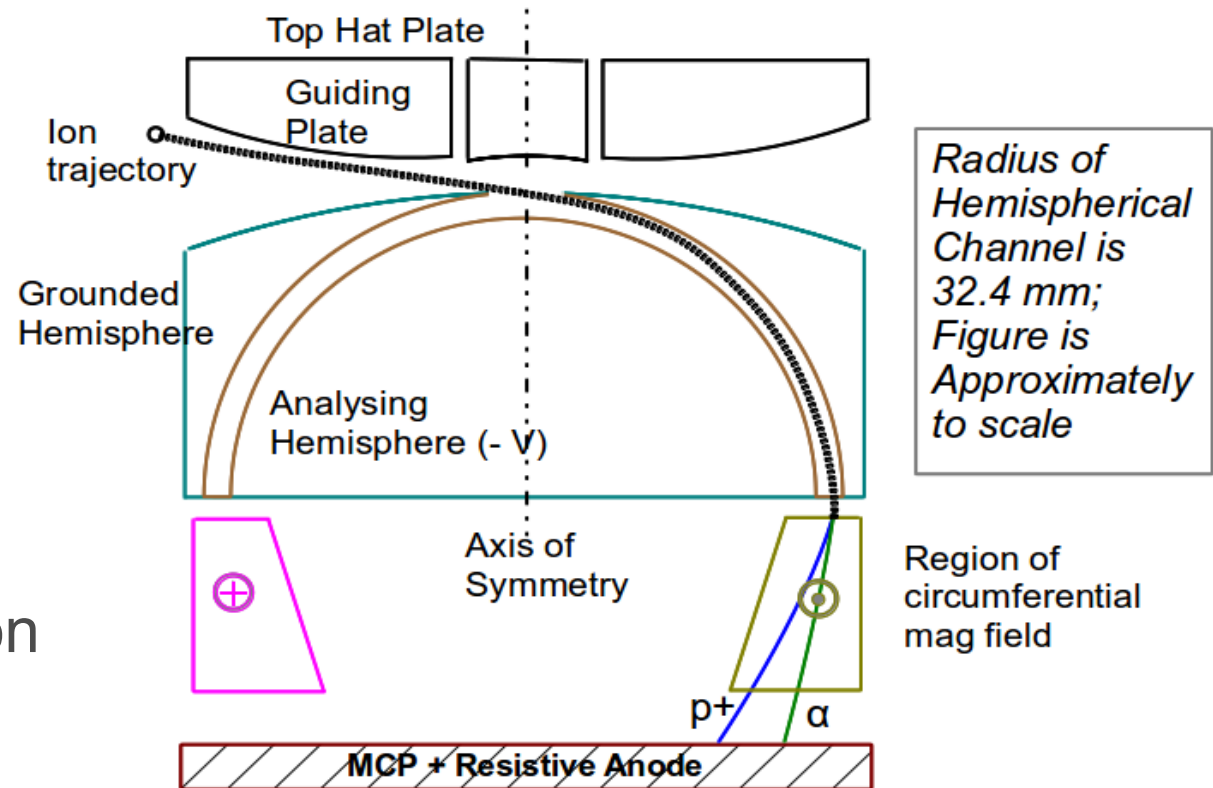 Top Hat Plate
Guiding
Plate
Ion
trajectory
Radius of
Hemispherical
Channel is
32.4 mm;
Figure is
Approximately
to scale
Grounded
Hemisphere
Analysing
Hemisphere (- V)
Axis of
Symmetry
Region of
circumferential
mag field
on
p+
α
MCP + Resistive Anode